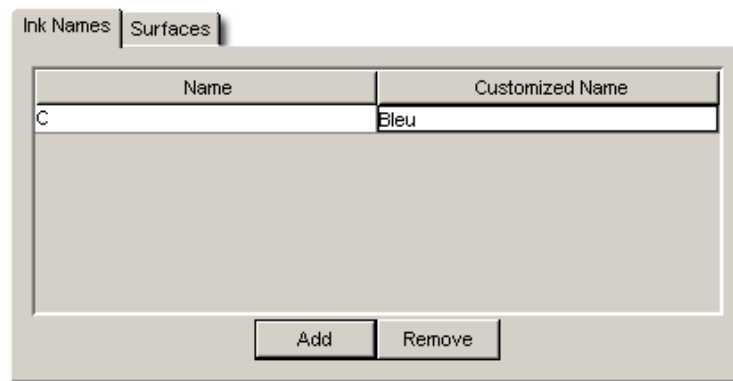 Ink Names Surfaces
Name Customized Name
C Bleu
Add Remove